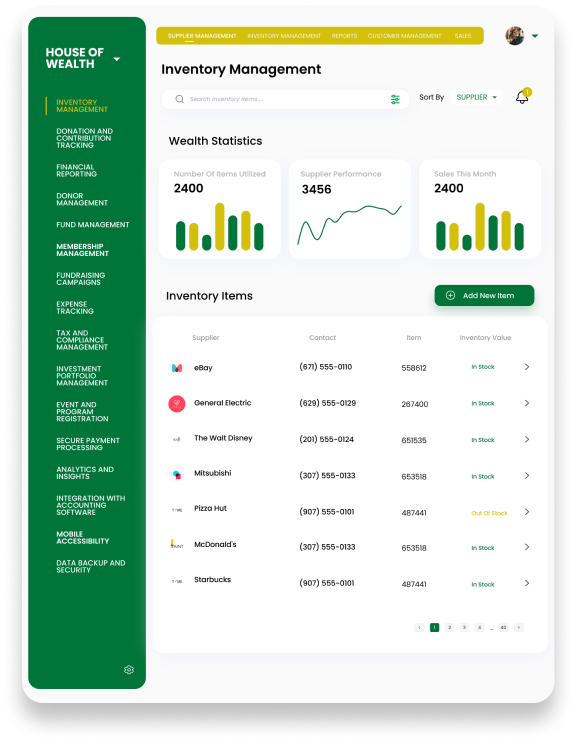 HOUSE OF
WEALTH
INVENTORY
MANAGEMENT
DONATION AND
CONTRIBUTION
TRACKING
FINANCIAL
REPORTING
DONOR
MANAGEMENT
FUND MANAGEMENT
MEMBERSHIP
MANAGEMENT
FUNDRAISING
CAMPAIGNS
EXPENSE
TRACKING
TAX AND
COMPLIANCE
MANAGEMENT
INVESTMENT
PORTFOLIO
MANAGEMENT
EVENT AND
PROGRAM
REGISTRATION
SECURE PAYMENT
PROCESSING
ANALYTICS AND
INSIGHTS
INTEGRATION WITH
ACCOUNTING
SOFTWARE
MOBILE
ACCESSIBILITY
DATA BACKUP AND
SECURITY
SUPPLIER MANAGEMENT INVENTORY MANAGEMENT REPORTS CUSTOMER MANAGEMENT SALES
Inventory Management
Search Inventory Items... Sort By SUPPLIER 1
Wealth Statistics
Number Of Items Utilized Supplier Performance Sales This Month
2400 3456 2400
Inventory Items Add New Item
Supplier Contact Item Inventory Value
eBay (671) 555-0110 558612 In Stock
General Electric (629) 555-0129 267400 In Stock
The Walt Disney (201) 555-0124 651535 In Stock
Mitsubishi (307) 555-0133 653518 In Stock
Pizza Hut (907) 555-0101 487441 Out Of Stock
McDonald's (307) 555-0133 653518 In Stock
Starbucks (907) 555-0101 487441 In Stock
< 1 2 3 4 ... 40 >